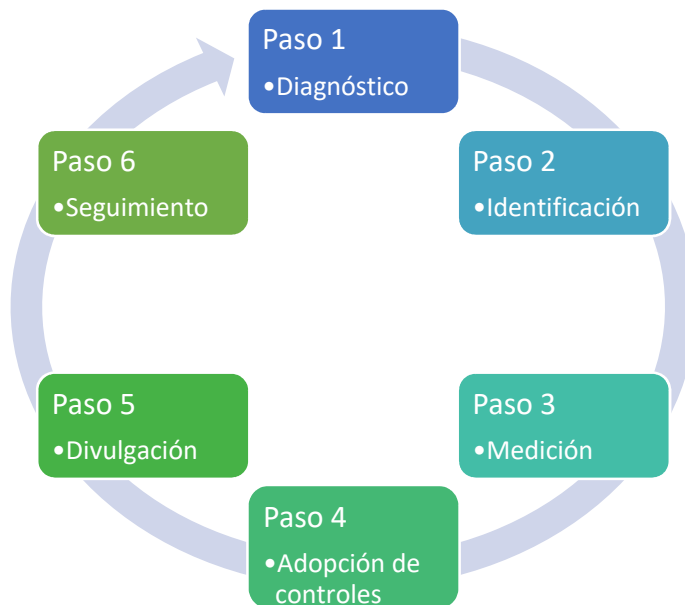 Paso 1
•Diagnóstico
Paso 2
•Identificación
Paso 3
•Medición
Paso 4
•Adopción de
controles
Paso 5
•Divulgación
Paso 6
•Seguimiento